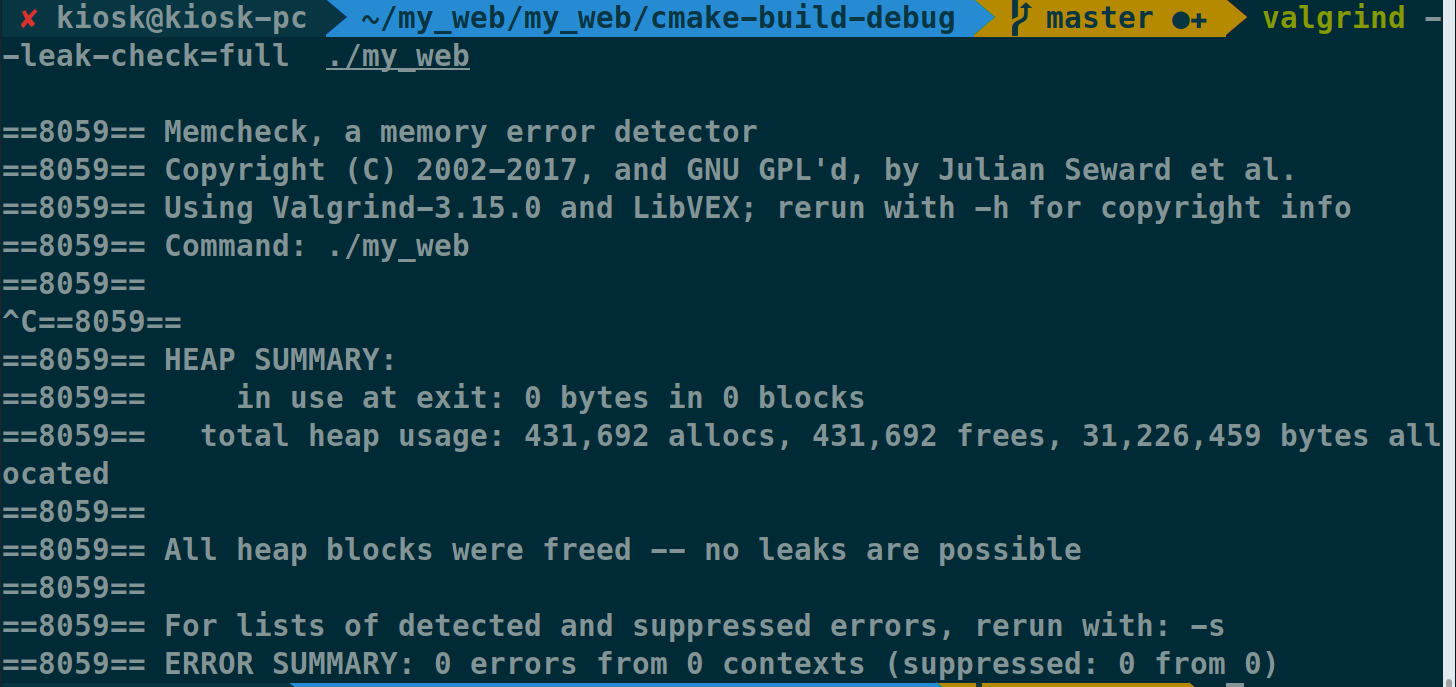 ✘ kiosk@kiosk-pc ~/my_web/my_web/cmake-build-debug master ●+ valgrind -
-leak-check=full  ./my_web
==8059== Memcheck, a memory error detector
==8059== Copyright (C) 2002-2017, and GNU GPL'd, by Julian Seward et al.
==8059== Using Valgrind-3.15.0 and LibVEX; rerun with -h for copyright info
==8059== Command: ./my_web
==8059==
^C==8059==
==8059== HEAP SUMMARY:
==8059==     in use at exit: 0 bytes in 0 blocks
==8059==   total heap usage: 431,692 allocs, 431,692 frees, 31,226,459 bytes all
ocated
==8059==
==8059== All heap blocks were freed -- no leaks are possible
==8059==
==8059== For lists of detected and suppressed errors, rerun with: -s
==8059== ERROR SUMMARY: 0 errors from 0 contexts (suppressed: 0 from 0)